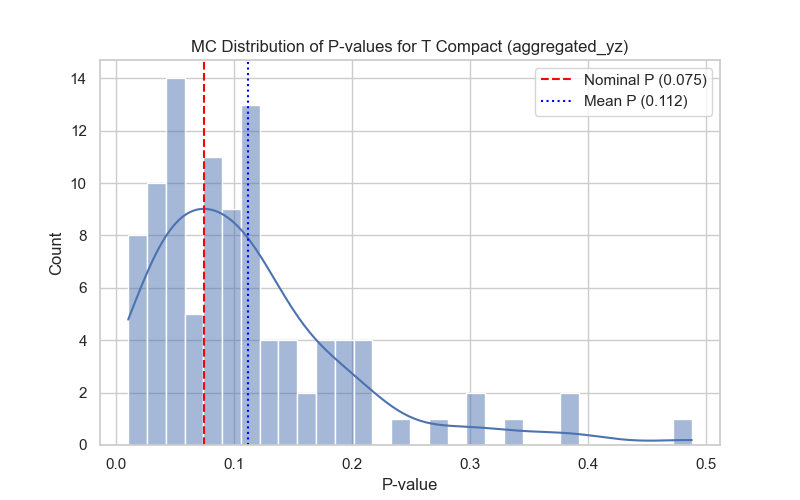 MC Distribution of P-values for T Compact (aggregated_yz)
Nominal P (0.075)
Mean P (0.112)
14
12
10
8
6
4
2
0
Count
0.0 0.1 0.2 0.3 0.4 0.5
P-value